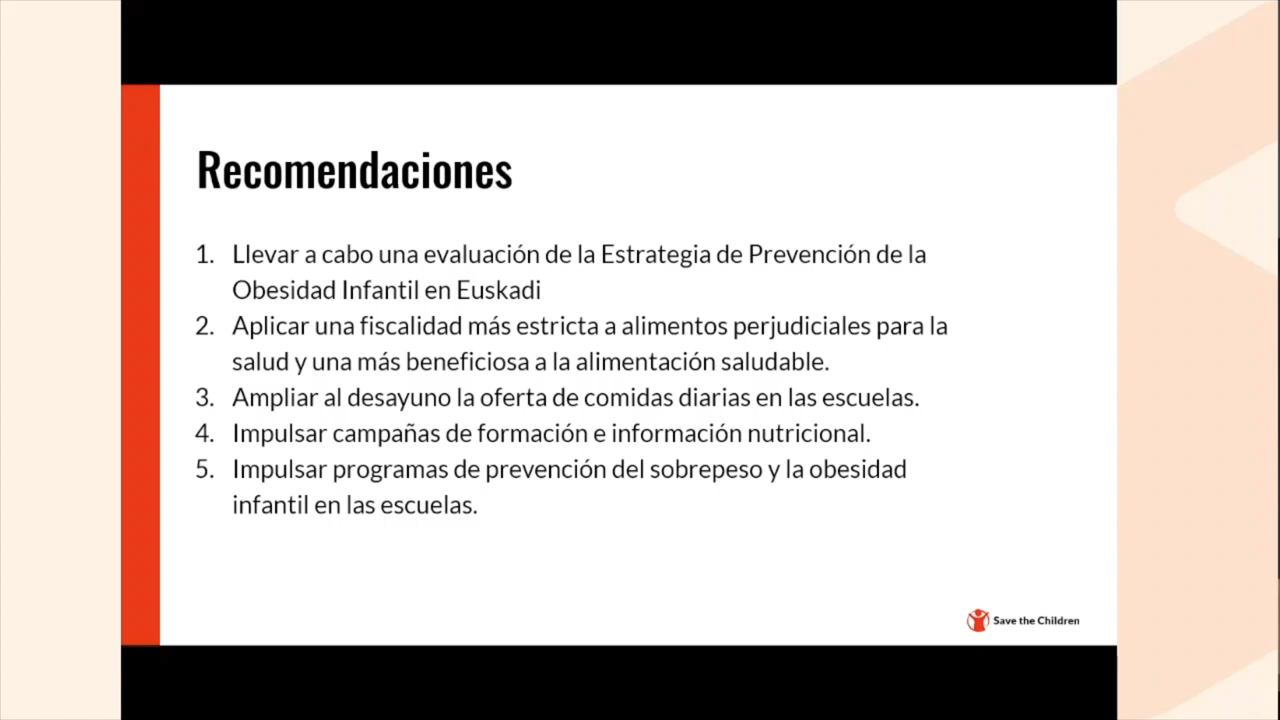 Recomendaciones
1. Llevar a cabo una evaluación de la Estrategia de Prevención de la
Obesidad Infantil en Euskadi
2. Aplicar una fiscalidad más estricta a alimentos perjudiciales para la
salud y una más beneficiosa a la alimentación saludable.
3. Ampliar al desayuno la oferta de comidas diarias en las escuelas.
4. Impulsar campañas de formación e información nutricional.
5. Impulsar programas de prevención del sobrepeso y la obesidad
infantil en las escuelas.
Save the Children